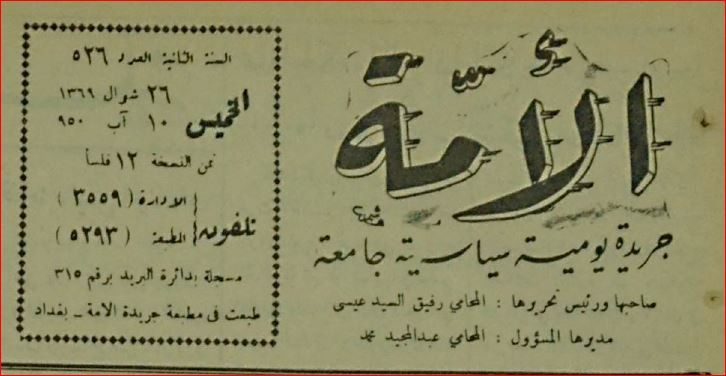 الأمّة
جريدة يومية سياسية جامعة
صاحبها ورئيس تحريرها : المحامي رفيق السيد عيسى
مديرها المسؤول : المحامي عبدالمجيد محمد
السنة الثانية العدد ٥٢٦
الخميس
٢٦ شوال ١٣٦٩
١٠ آب ٩٥٠
ثمن النسخة ١٢ فلساً
تلفون
الادارة ( ٣٥٥٩ )
المطبعة ( ٥٢٩٣ )
مسجلة بدائرة البريد برقم ٣١٥
طبعت في مطبعة جريدة الامة - بغداد